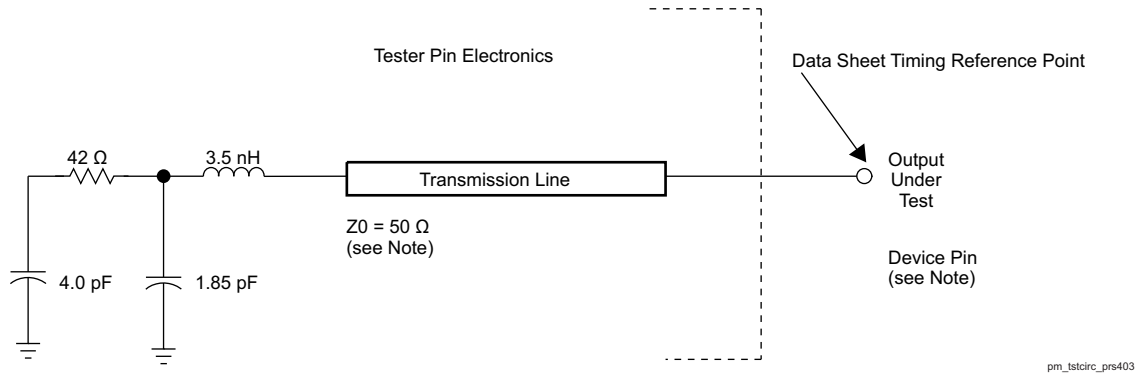 Tester Pin Electronics
Data Sheet Timing Reference Point
42 Ω
3.5 nH
Transmission Line
Output
Under
Test
Z0 = 50 Ω
(see Note)
Device Pin
(see Note)
4.0 pF
1.85 pF
pm_tstcirc_prs403